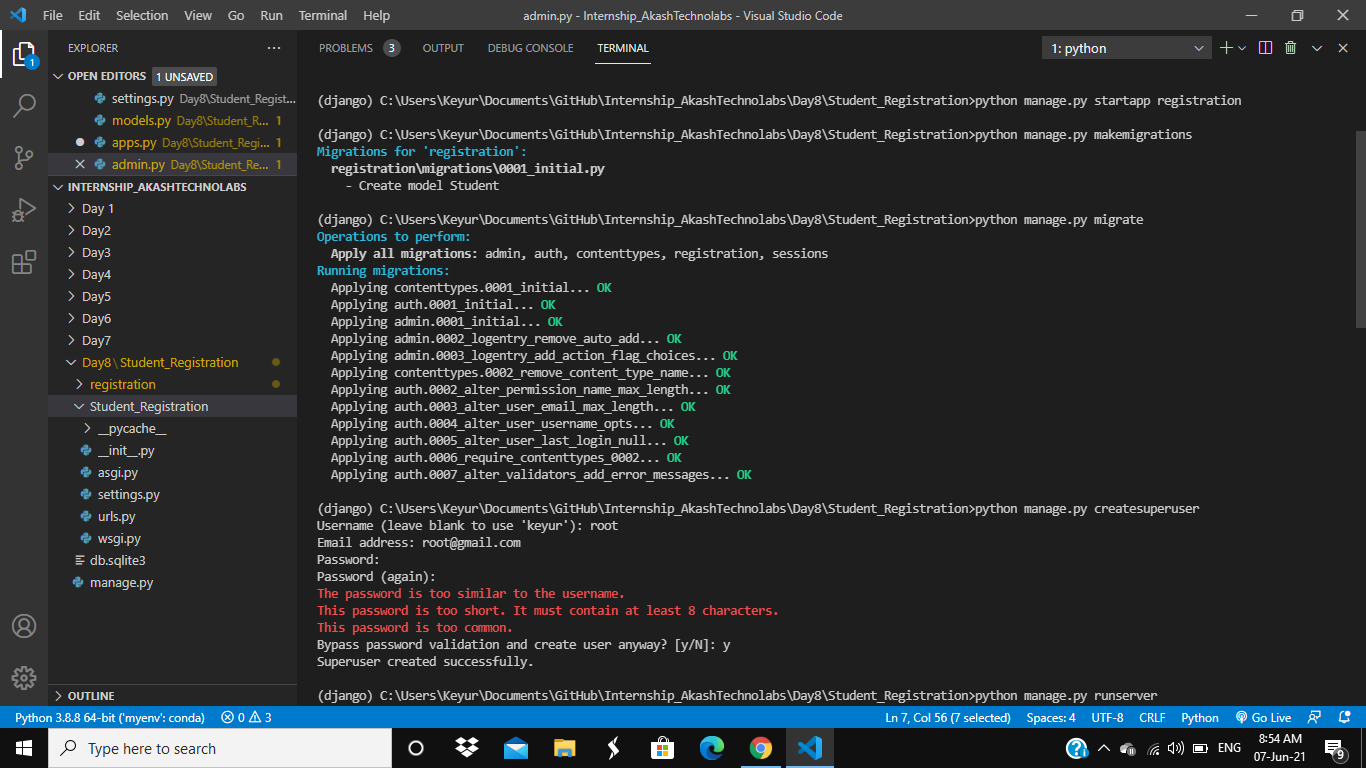 File Edit Selection View Go Run Terminal Help
admin.py - Internship_AkashTechnolabs - Visual Studio Code
EXPLORER
OPEN EDITORS 1 UNSAVED
settings.py Day8\Student_Regist...
models.py Day8\Student_R... 1
apps.py Day8\Student_Regi... 1
admin.py Day8\Student_Re... 1
INTERNSHIP_AKASHTECHNOLABS
Day 1
Day2
Day3
Day4
Day5
Day6
Day7
Day8 \ Student_Registration
registration
Student_Registration
__pycache__
__init__.py
asgi.py
settings.py
urls.py
wsgi.py
db.sqlite3
manage.py
OUTLINE
1
PROBLEMS 3 OUTPUT DEBUG CONSOLE TERMINAL
1: python
(django) C:\Users\Keyur\Documents\GitHub\Internship_AkashTechnolabs\Day8\Student_Registration>python manage.py startapp registration
(django) C:\Users\Keyur\Documents\GitHub\Internship_AkashTechnolabs\Day8\Student_Registration>python manage.py makemigrations
Migrations for 'registration':
registration\migrations\0001_initial.py
- Create model Student
(django) C:\Users\Keyur\Documents\GitHub\Internship_AkashTechnolabs\Day8\Student_Registration>python manage.py migrate
Operations to perform:
Apply all migrations: admin, auth, contenttypes, registration, sessions
Running migrations:
Applying contenttypes.0001_initial... OK
Applying auth.0001_initial... OK
Applying admin.0001_initial... OK
Applying admin.0002_logentry_remove_auto_add... OK
Applying admin.0003_logentry_add_action_flag_choices... OK
Applying contenttypes.0002_remove_content_type_name... OK
Applying auth.0002_alter_permission_name_max_length... OK
Applying auth.0003_alter_user_email_max_length... OK
Applying auth.0004_alter_user_username_opts... OK
Applying auth.0005_alter_user_last_login_null... OK
Applying auth.0006_require_contenttypes_0002... OK
Applying auth.0007_alter_validators_add_error_messages... OK
(django) C:\Users\Keyur\Documents\GitHub\Internship_AkashTechnolabs\Day8\Student_Registration>python manage.py createsuperuser
Username (leave blank to use 'keyur'): root
Email address: root@gmail.com
Password:
Password (again):
The password is too similar to the username.
This password is too short. It must contain at least 8 characters.
This password is too common.
Bypass password validation and create user anyway? [y/N]: y
Superuser created successfully.
(django) C:\Users\Keyur\Documents\GitHub\Internship_AkashTechnolabs\Day8\Student_Registration>python manage.py runserver
Python 3.8.8 64-bit ('myenv': conda) 0 3
Ln 7, Col 56 (7 selected) Spaces: 4 UTF-8 CRLF Python Go Live
Type here to search
ENG
8:54 AM
07-Jun-21
9